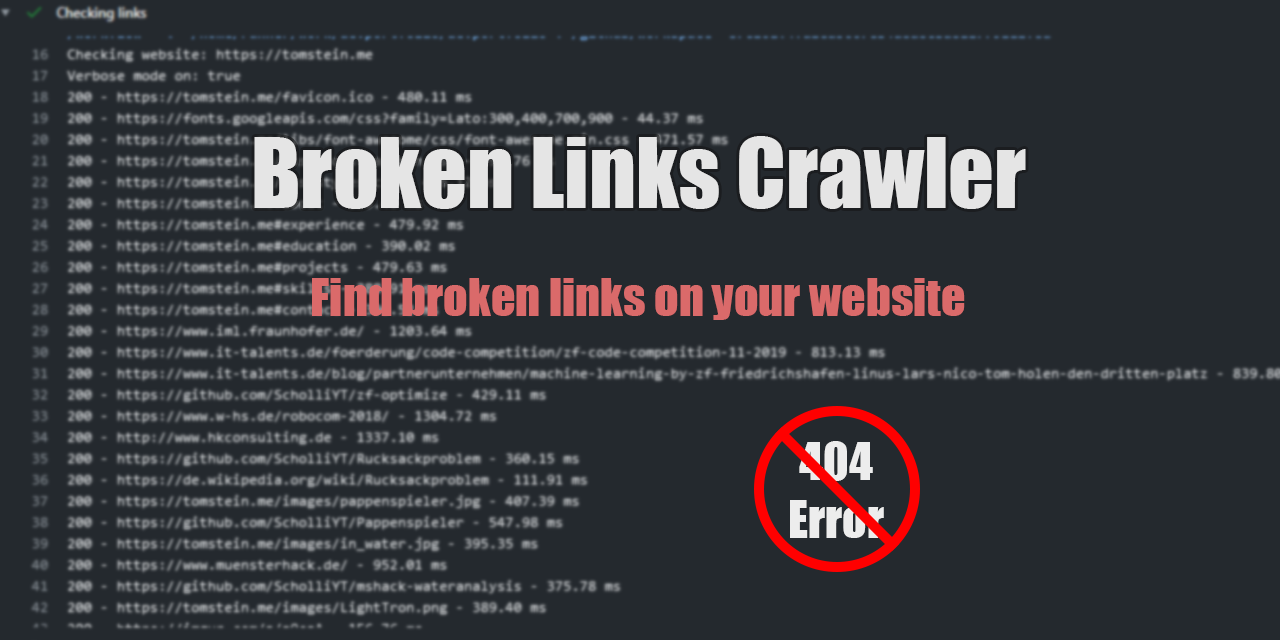 Checking links
16 Checking website: https://tomstein.me
17 Verbose mode on: true
18 200 - https://tomstein.me/favicon.ico - 480.11 ms
19 200 - https://fonts.googleapis.com/css?family=Lato:300,400,700,900 - 44.37 ms
20 200 - https://tomstein.
21 200 - https://tomstein.
22 200 - https://tomstein.
Broken Links Crawler
23 200 - https://tomstein.
24 200 - https://tomstein.me#experience - 479.92 ms
25 200 - https://tomstein.me#education - 390.02 ms
26 200 - https://tomstein.me#projects - 479.63 ms
27 200 - https://tomstein.me#ski
Find broken links on your website
28 200 - https://tomstein.me#cont
29 200 - https://www.iml.fraunhofer.de/ - 1203.64 ms
30 200 - https://www.it-talents.de/foerderung/code-competition/zf-code-competition-11-2019 - 813.13 ms
31 200 - https://www.it-talents.de/blog/partnerunternehmen/machine-learning-by-zf-friedrichshafen-linus-lars-nico-tom-holen-den-dritten-platz - 839.80
32 200 - https://github.com/ScholliYT/zf-optimize - 429.11 ms
33 200 - https://www.w-hs.de/robocom-2018/ - 1304.72 ms
34 200 - http://www.hkconsulting.de - 1337.10 ms
35 200 - https://github.com/ScholliYT/Rucksackproblem - 360.15 ms
36 200 - https://de.wikipedia.org/wiki/Rucksackproblem - 111.91 ms
37 200 - https://tomstein.me/images/pappenspieler.jpg - 407.39 ms
38 200 - https://github.com/ScholliYT/Pappenspieler - 547.98 ms
39 200 - https://tomstein.me/images/in_water.jpg - 395.35 ms
40 200 - https://www.muensterhack.de/ - 952.01 ms
41 200 - https://github.com/ScholliYT/mshack-wateranalysis - 375.78 ms
42 200 - https://tomstein.me/images/LightTron.png - 389.40 ms
404
Error